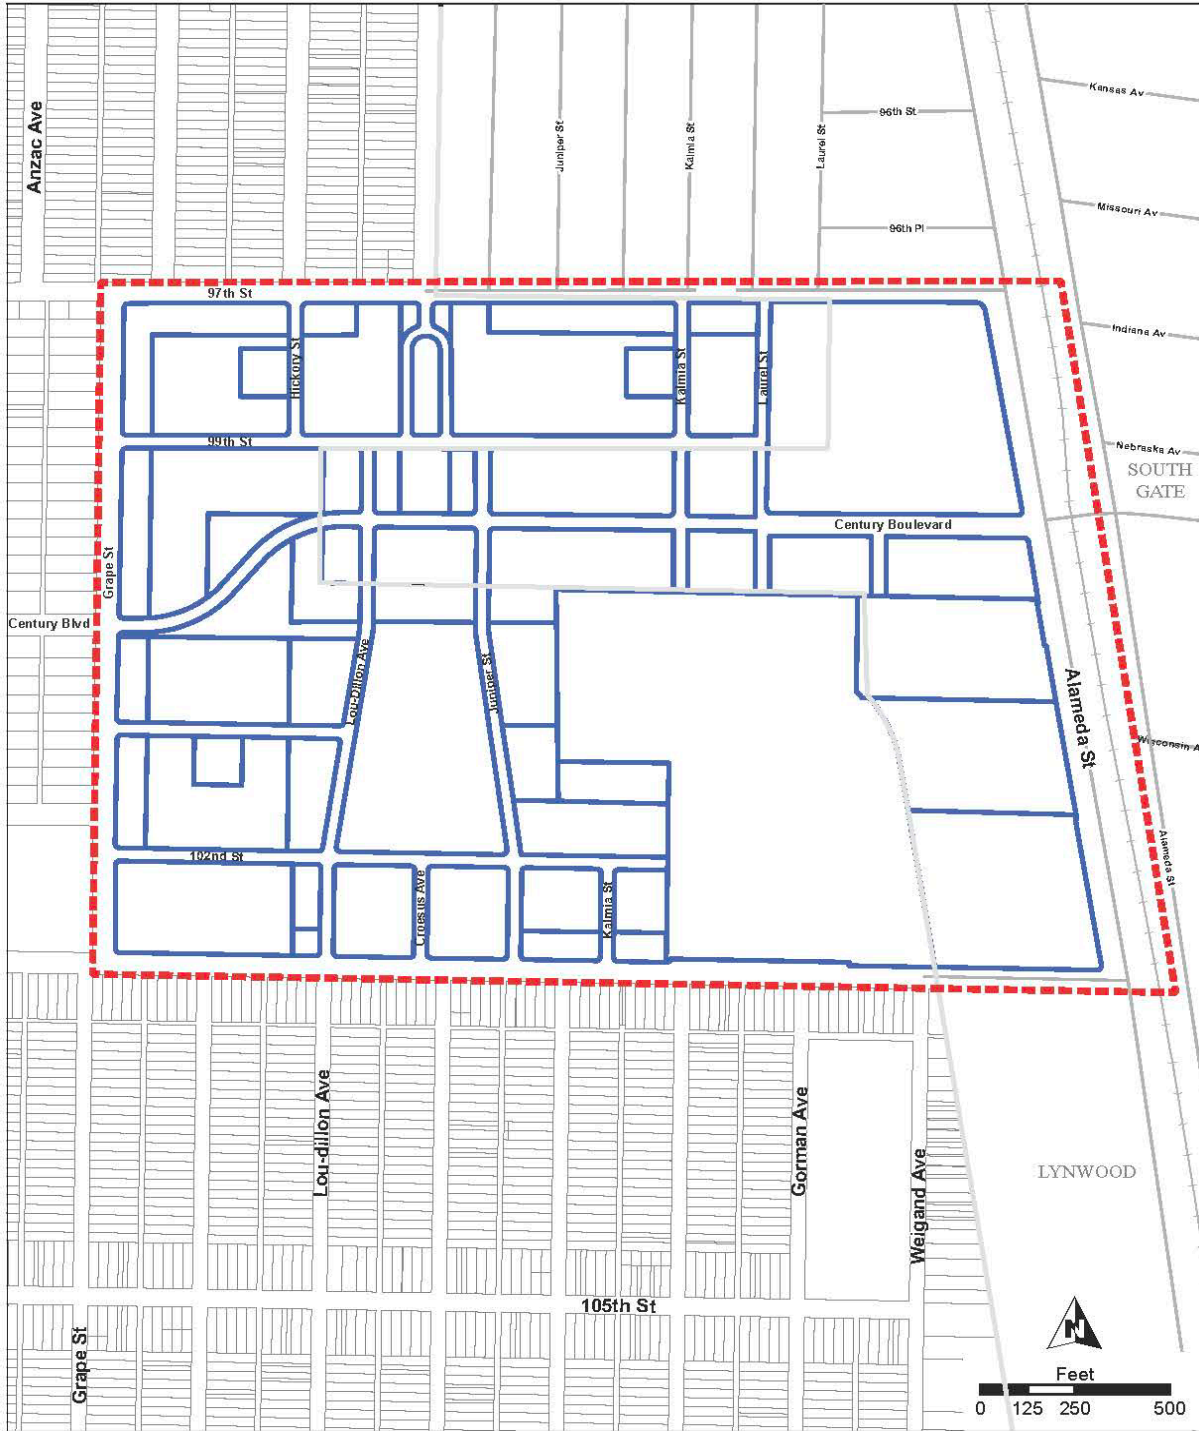 Kansas Av
Anzac Ave
Juniper St
Kalmia St
Laurel St
96th St
Missouri Av
96th Pl
97th St
Indiana Av
Hickory St
Kalmia St
Laurel St
99th St
Nebraska Av
SOUTH
GATE
Century Boulevard
Grape St
Century Blvd
Lou-Dillon Ave
Juniper St
Alameda St
Wisconsin A
102nd St
Alameda St
Croesus Ave
Kalmia St
Lou-dillon Ave
Gorman Ave
Weigand Ave
LYNWOOD
105th St
Grape St
N
Feet
0 125 250 500